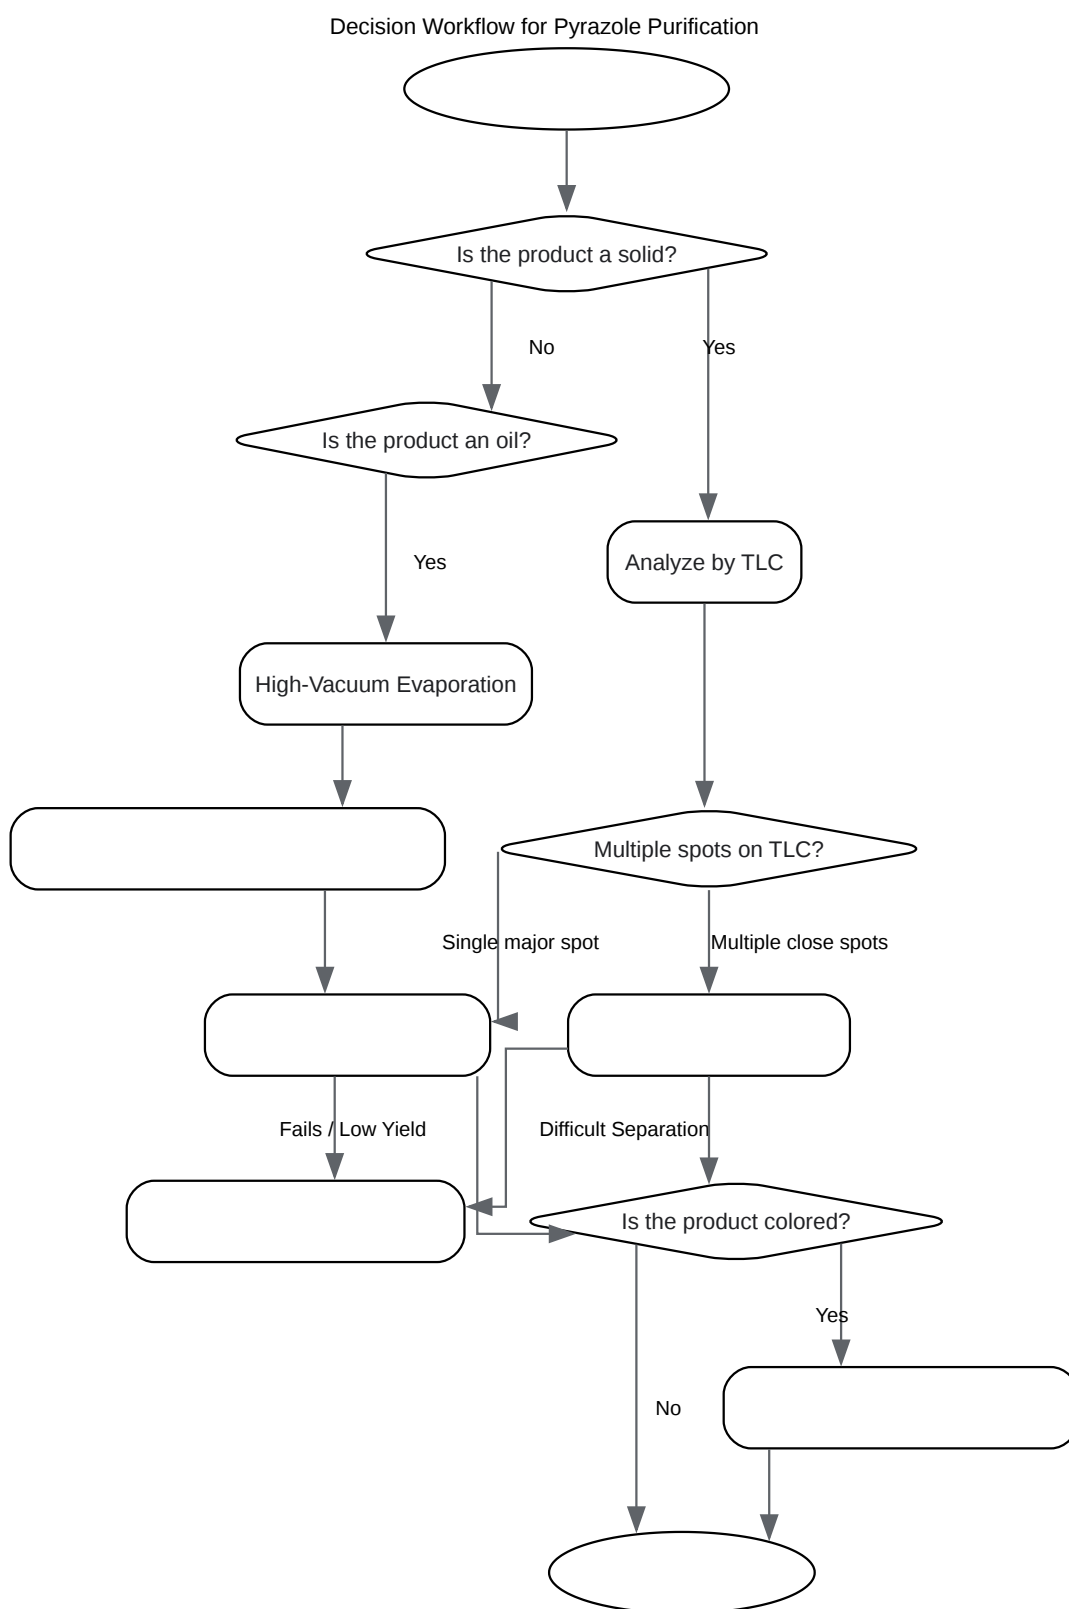 Decision Workflow for Pyrazole Purification
Is the product a solid?
No
Yes
Is the product an oil?
Yes
Analyze by TLC
High-Vacuum Evaporation
Multiple spots on TLC?
Single major spot
Multiple close spots
Fails / Low Yield
Difficult Separation
Is the product colored?
Yes
No